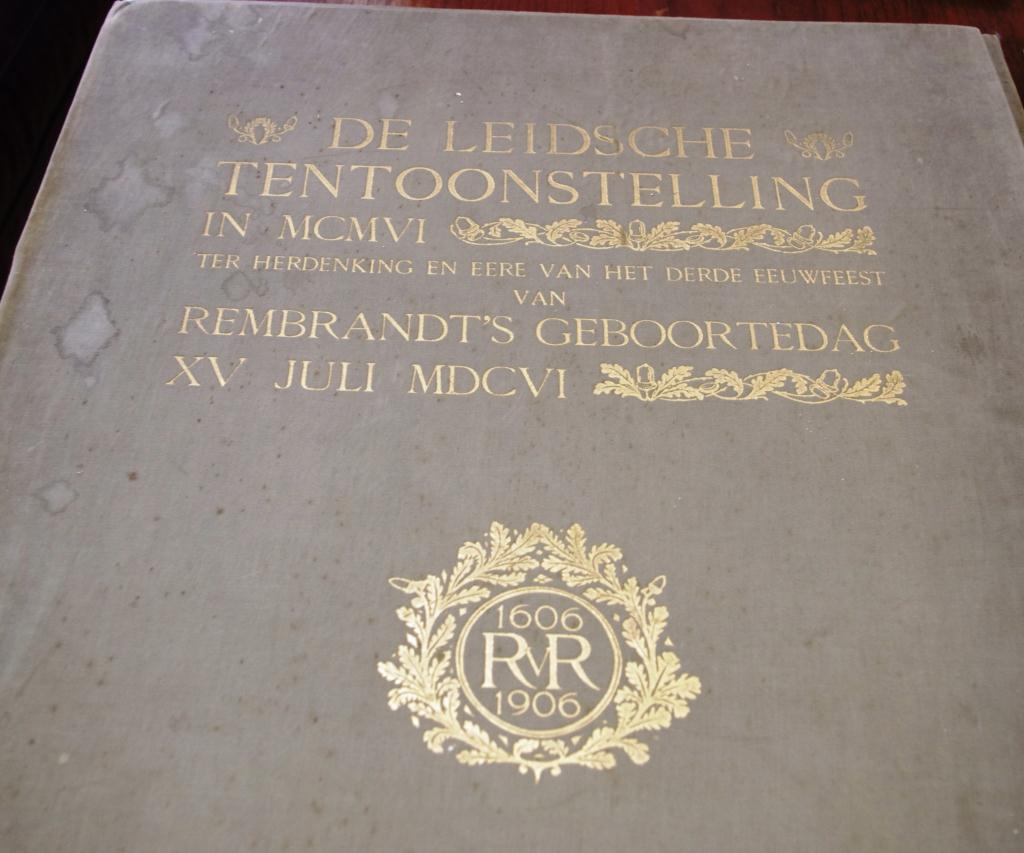 DE LEIDSCHE
TENTOONSTELLING
IN MCMVI
TER HERDENKING EN EERE VAN HET DERDE EEUWFEEST
VAN
REMBRANDT'S GEBOORTEDAG
XV JULI MDCVI
1606
RVR
1906